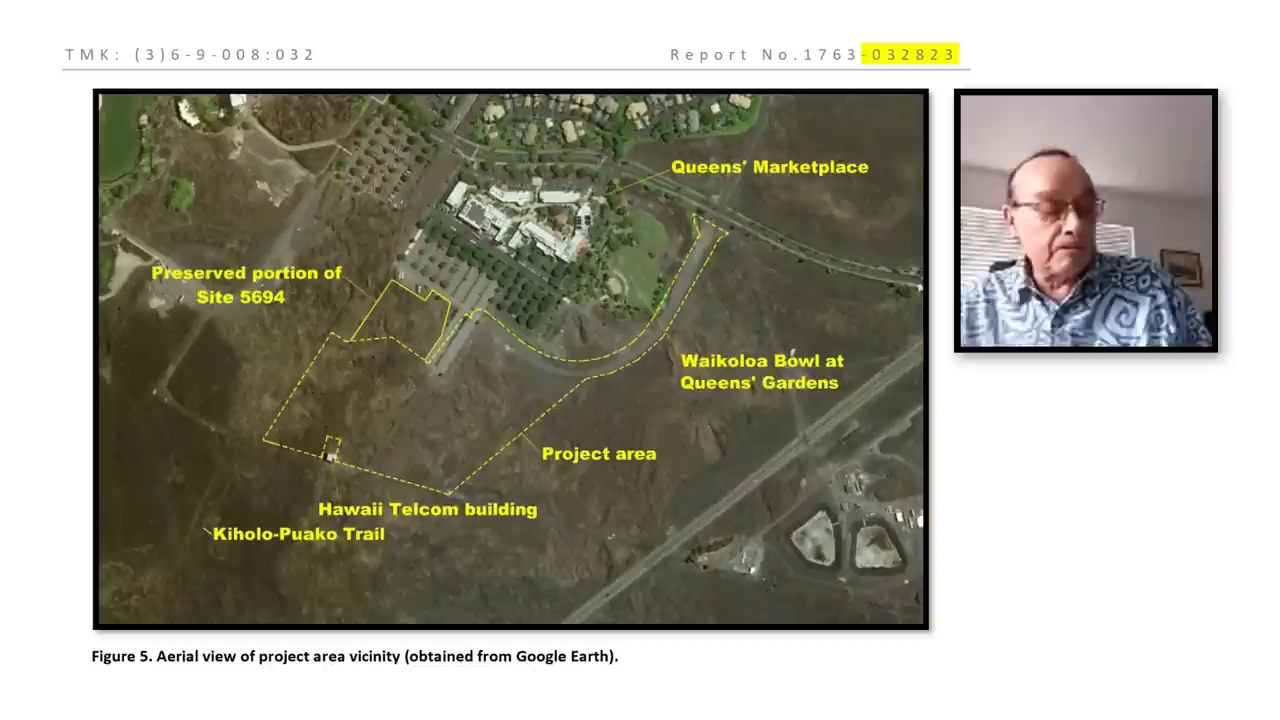 TMK: (3)6-9-008:032
Report No.1763-032823
Queens' Marketplace
Preserved portion of
Site 5694
Waikoloa Bowl at
Queens' Gardens
Project area
Hawaii Telcom building
Kiholo-Puako Trail
Figure 5. Aerial view of project area vicinity (obtained from Google Earth).